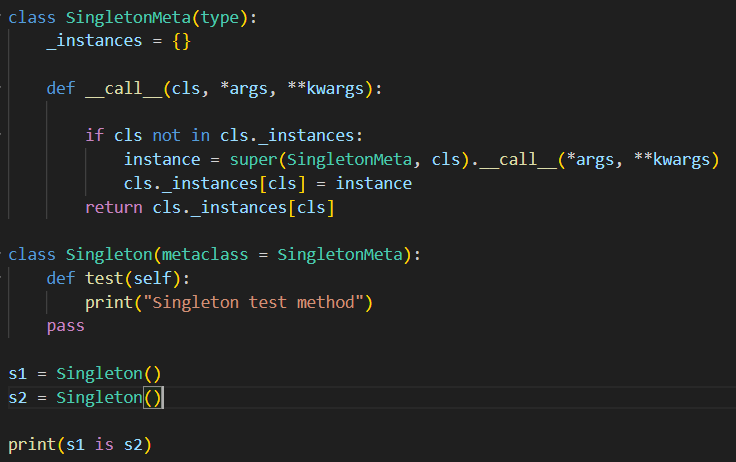 class SingletonMeta(type):
    _instances = {}

    def __call__(cls, *args, **kwargs):

        if cls not in cls._instances:
            instance = super(SingletonMeta, cls).__call__(*args, **kwargs)
            cls._instances[cls] = instance
        return cls._instances[cls]

class Singleton(metaclass = SingletonMeta):
    def test(self):
        print("Singleton test method")
    pass

s1 = Singleton()
s2 = Singleton()

print(s1 is s2)